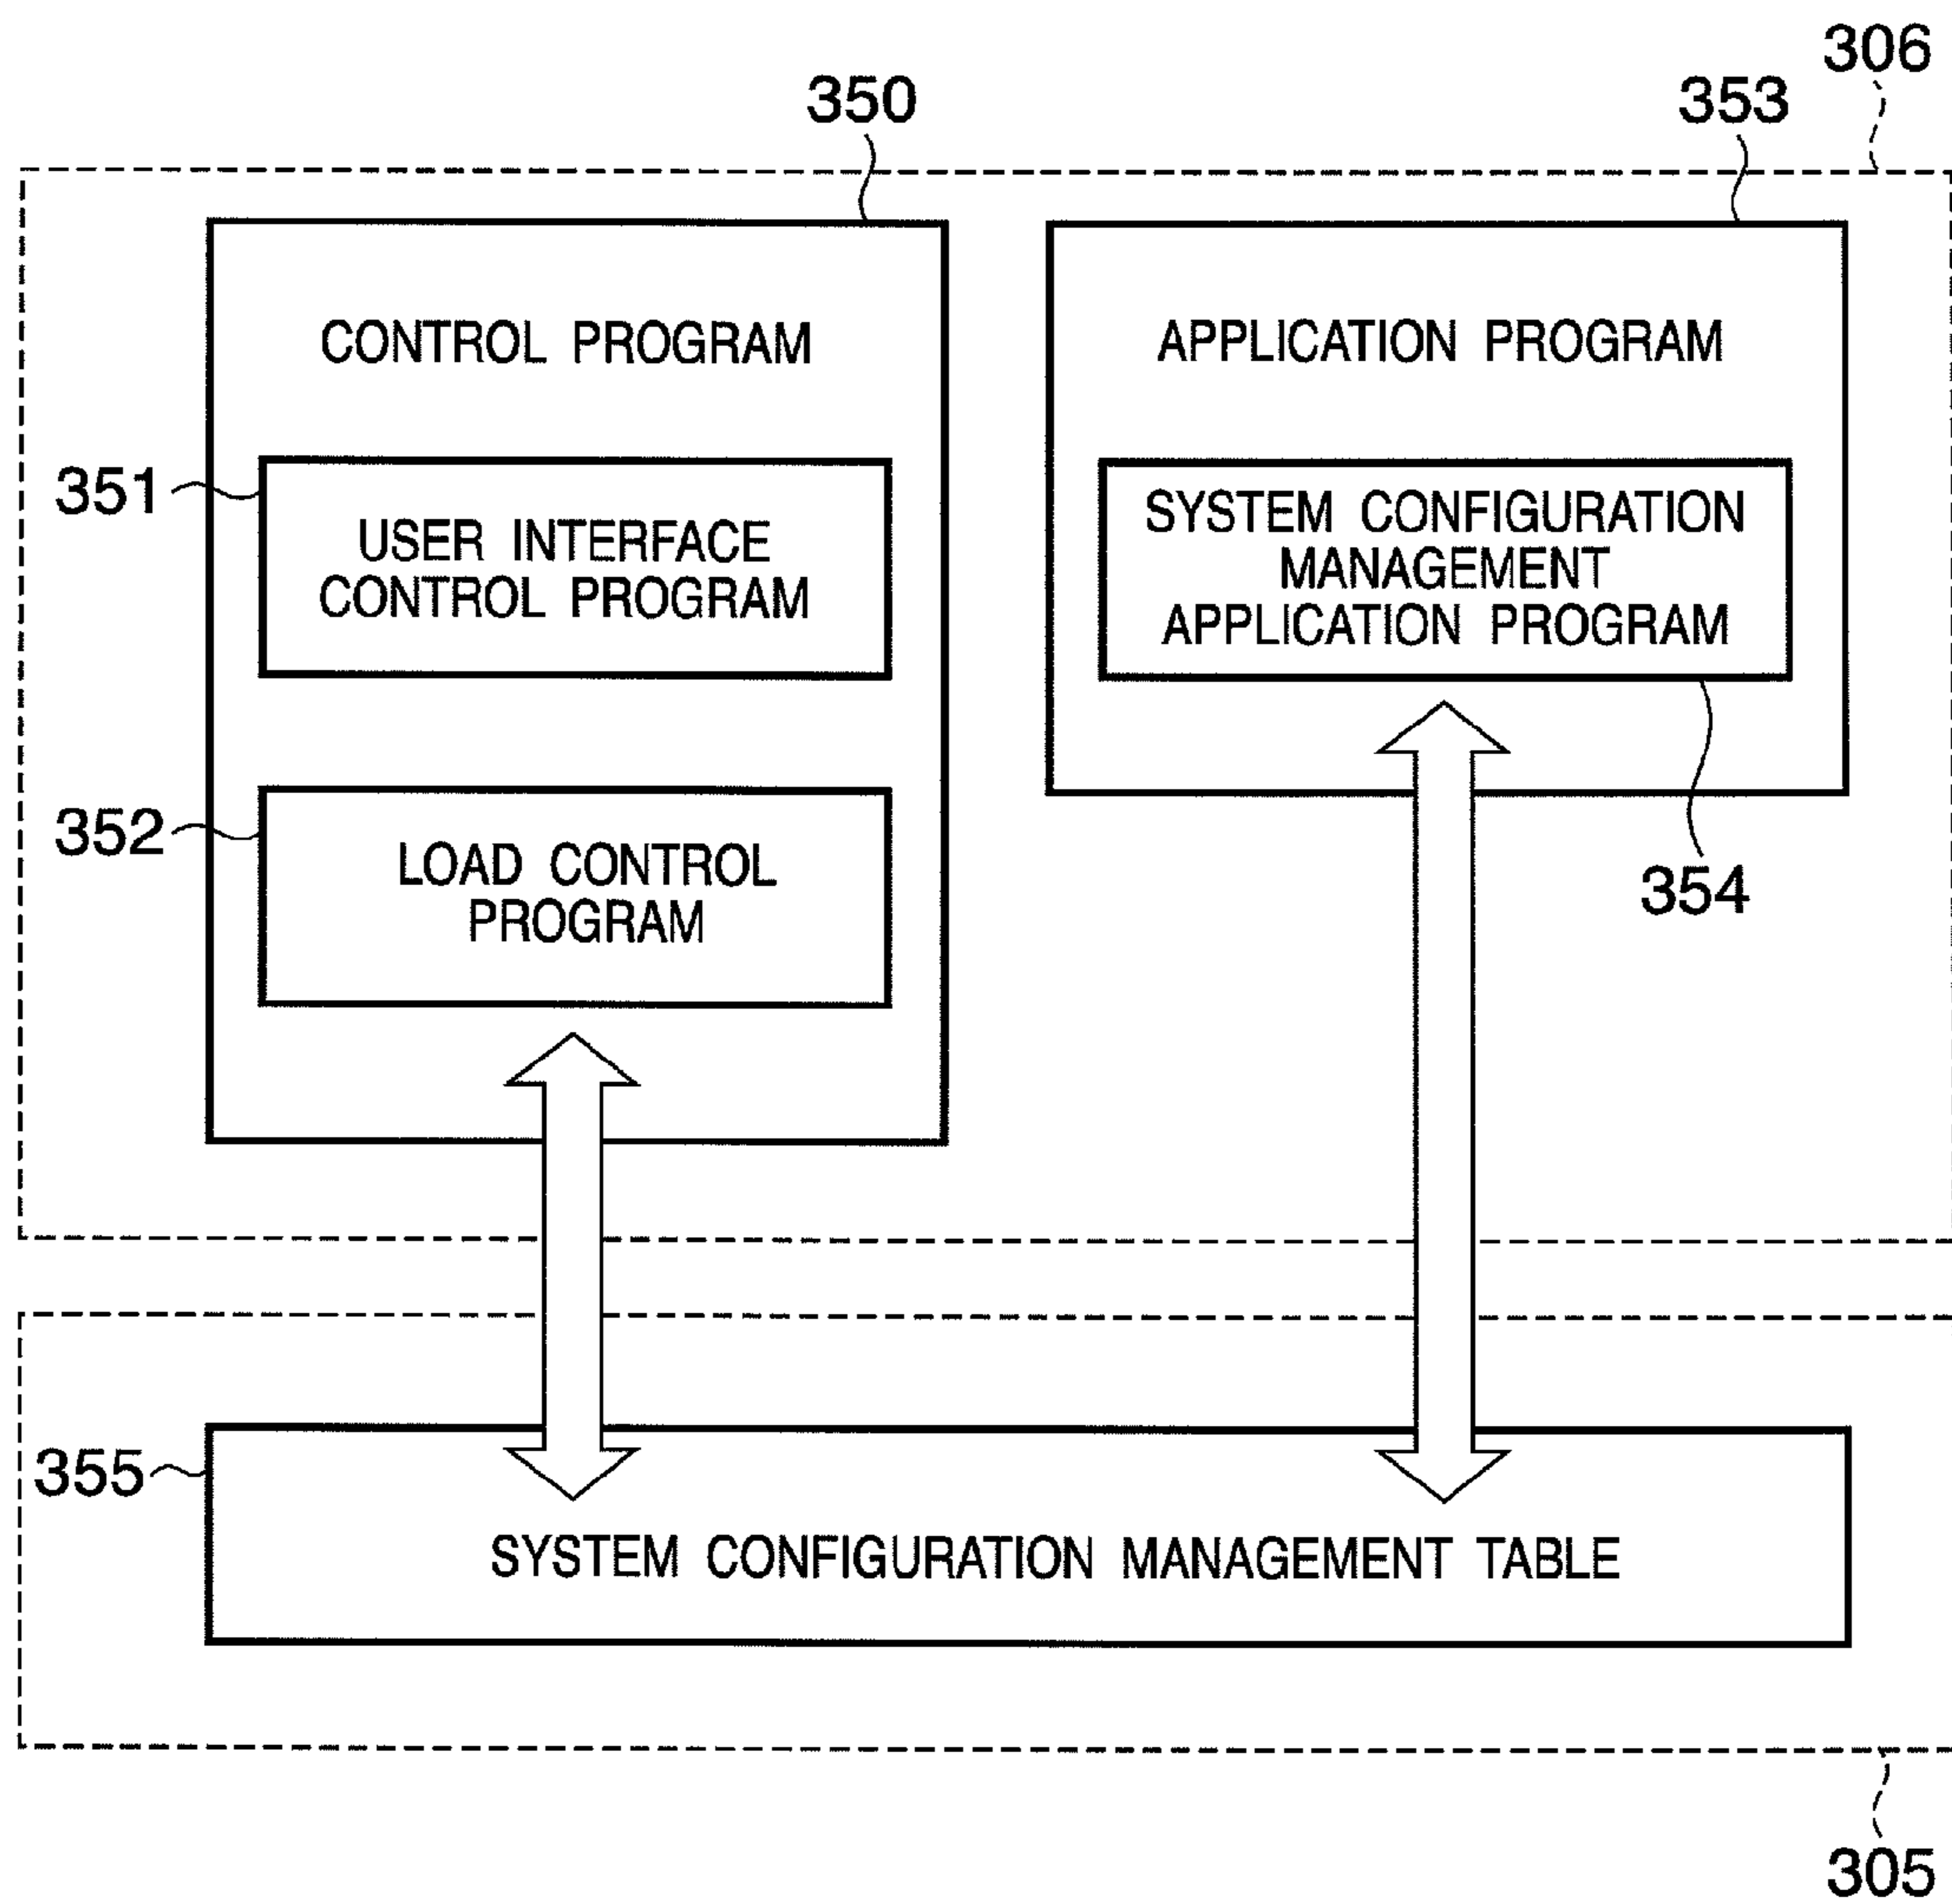 306
350
353
CONTROL PROGRAM
APPLICATION PROGRAM
351
USER INTERFACE
CONTROL PROGRAM
SYSTEM CONFIGURATION
MANAGEMENT
APPLICATION PROGRAM
352
LOAD CONTROL
PROGRAM
354
355
SYSTEM CONFIGURATION MANAGEMENT TABLE
305